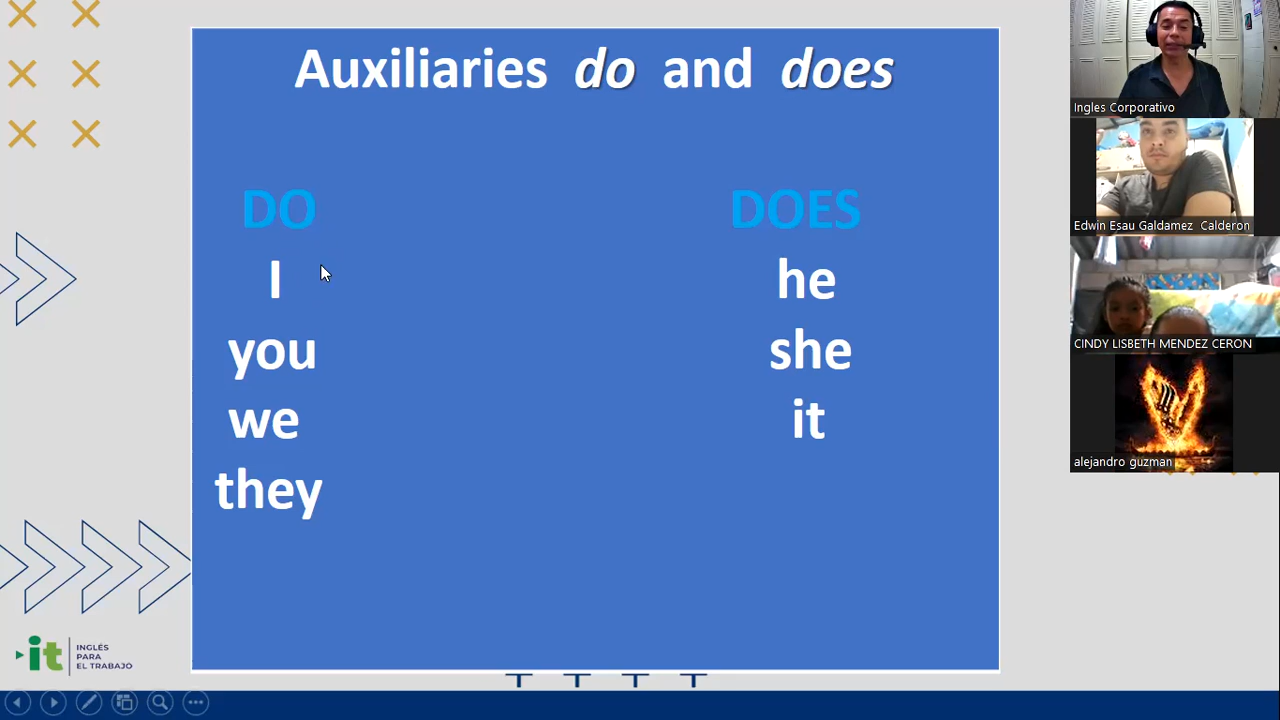 Auxiliaries do and does
DO
I
you
we
they
DOES
he
she
it
INGLÉS
PARA
EL TRABAJO
it
Ingles Corporativo
Edwin Esau Galdamez Calderon
CINDY LISBETH MENDEZ CERON
alejandro guzman